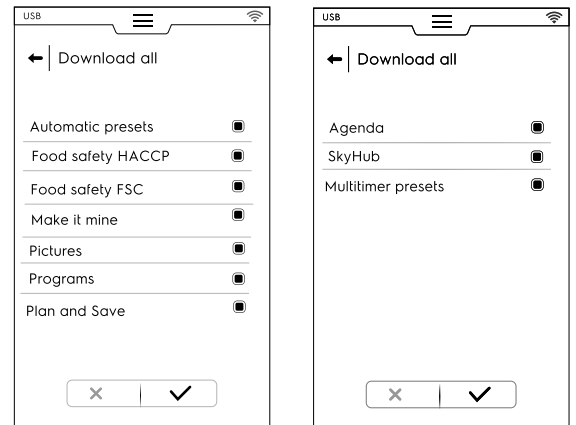 USB
Download all
Automatic presets
Food safety HACCP
Food safety FSC
Make it mine
Pictures
Programs
Plan and Save
USB
Download all
Agenda
SkyHub
Multitimer presets